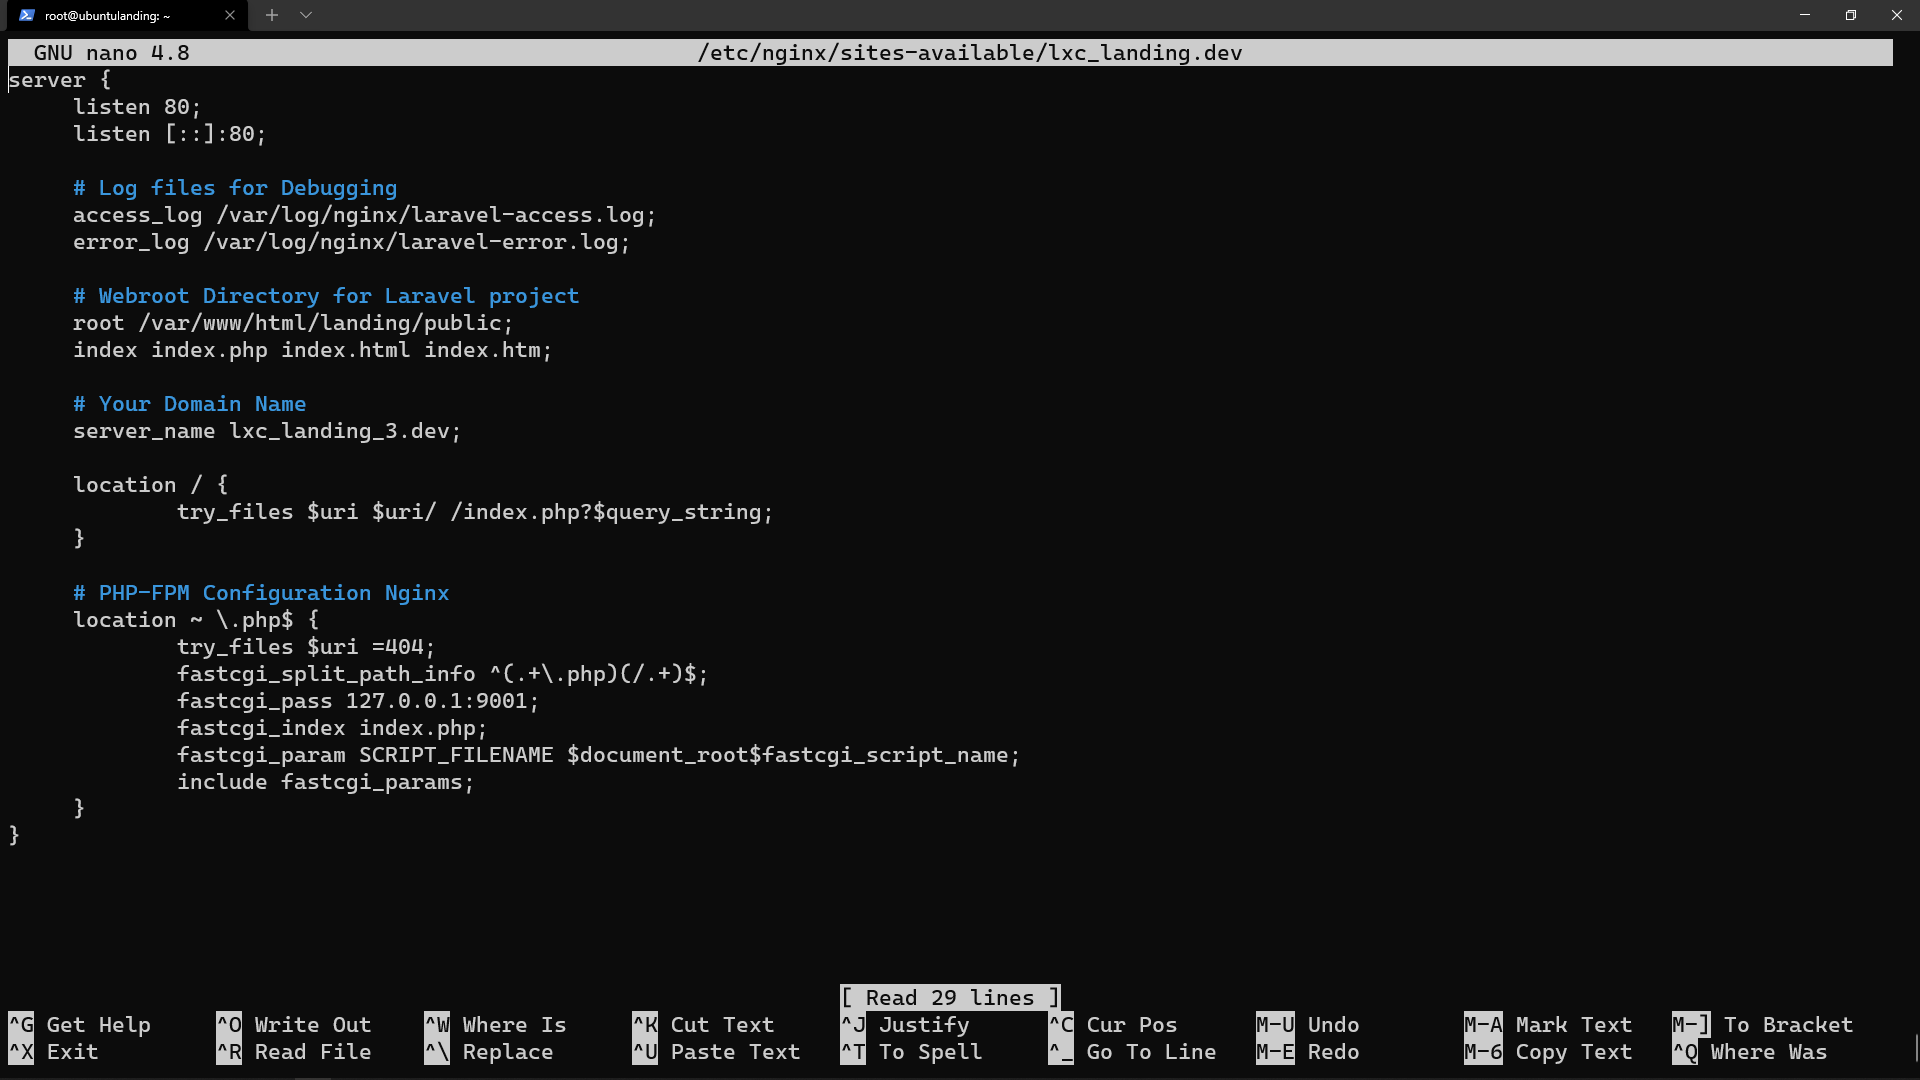 root@ubuntulanding: ~
GNU nano 4.8 /etc/nginx/sites-available/lxc_landing.dev
server {
listen 80;
listen [::]:80;
# Log files for Debugging
access_log /var/log/nginx/laravel-access.log;
error_log /var/log/nginx/laravel-error.log;
# Webroot Directory for Laravel project
root /var/www/html/landing/public;
index index.php index.html index.htm;
# Your Domain Name
server_name lxc_landing_3.dev;
location / {
try_files $uri $uri/ /index.php?$query_string;
}
# PHP-FPM Configuration Nginx
location ~ \.php$ {
try_files $uri =404;
fastcgi_split_path_info ^(.+\.php)(/.+)$;
fastcgi_pass 127.0.0.1:9001;
fastcgi_index index.php;
fastcgi_param SCRIPT_FILENAME $document_root$fastcgi_script_name;
include fastcgi_params;
}
}
[ Read 29 lines ]
^G Get Help ^O Write Out ^W Where Is ^K Cut Text ^J Justify ^C Cur Pos M-U Undo M-A Mark Text M-] To Bracket
^X Exit ^R Read File ^\ Replace ^U Paste Text ^T To Spell ^_ Go To Line M-E Redo M-6 Copy Text ^Q Where Was